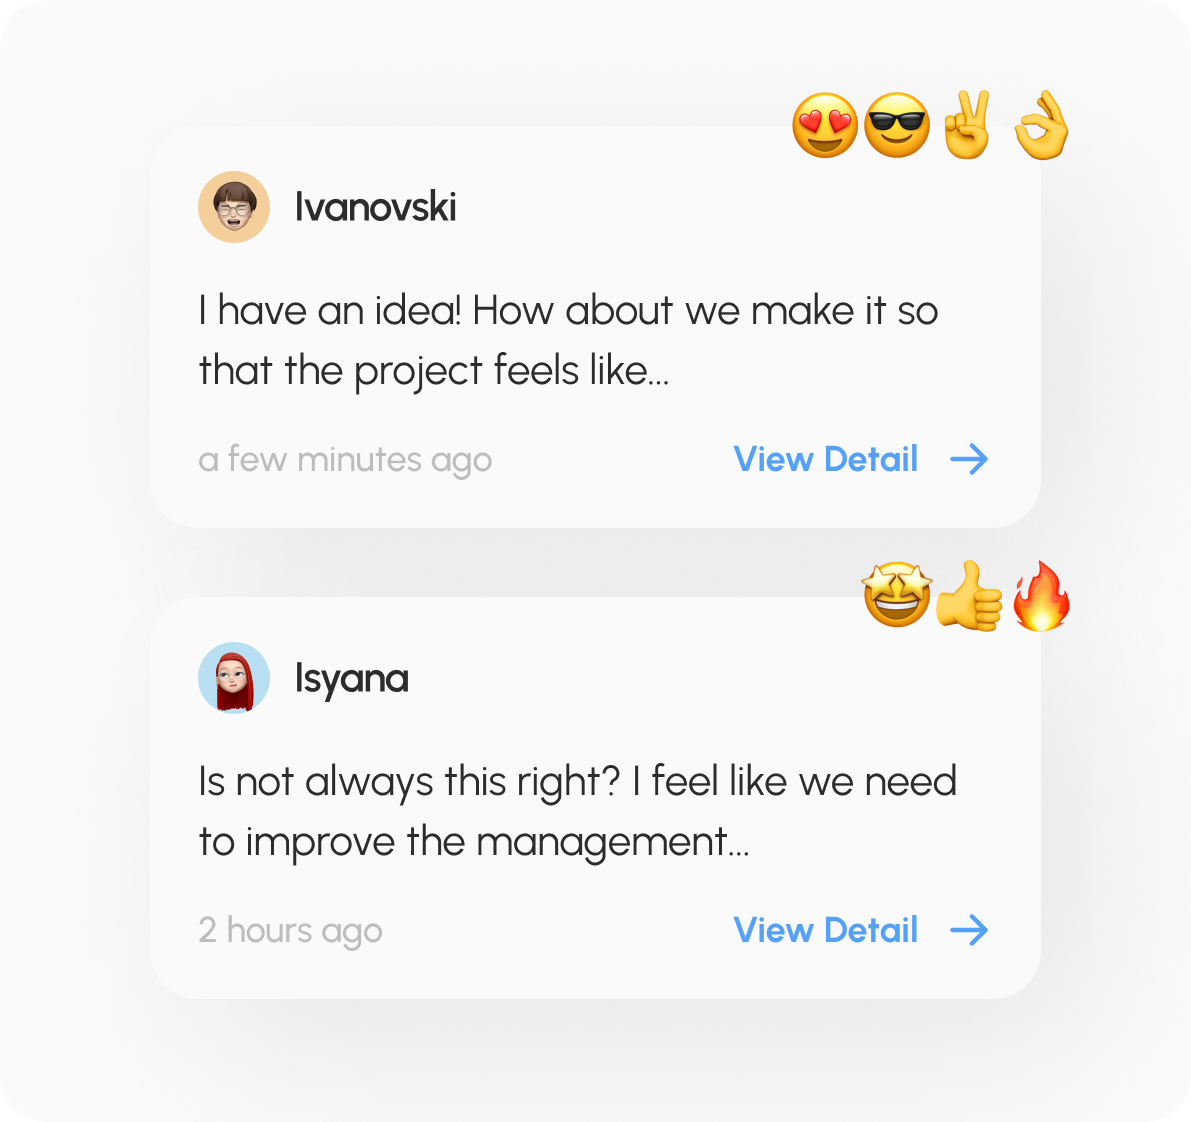 Ivanovski
I have an idea! How about we make it so
that the project feels like...
a few minutes ago
View Detail
Isyana
Is not always this right? I feel like we need
to improve the management...
2 hours ago
View Detail